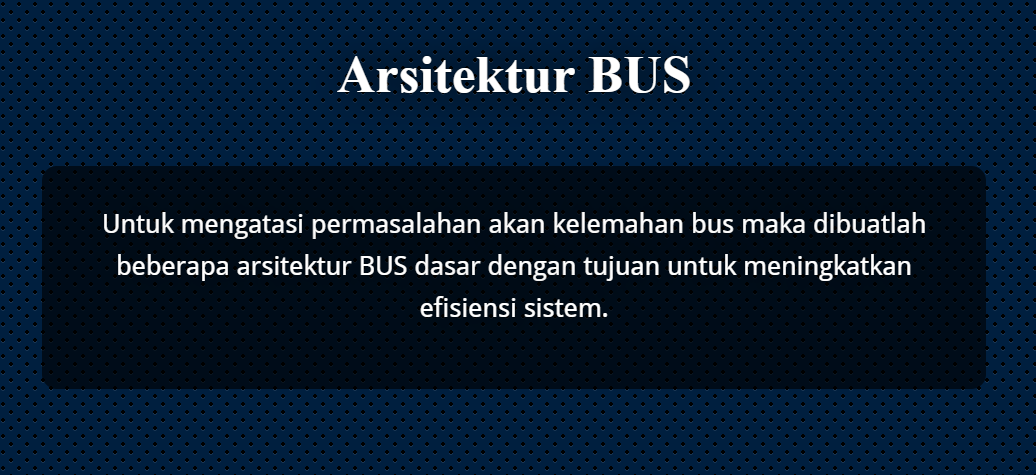 Arsitektur BUS
Untuk mengatasi permasalahan akan kelemahan bus maka dibuatlah
beberapa arsitektur BUS dasar dengan tujuan untuk meningkatkan
efisiensi sistem.